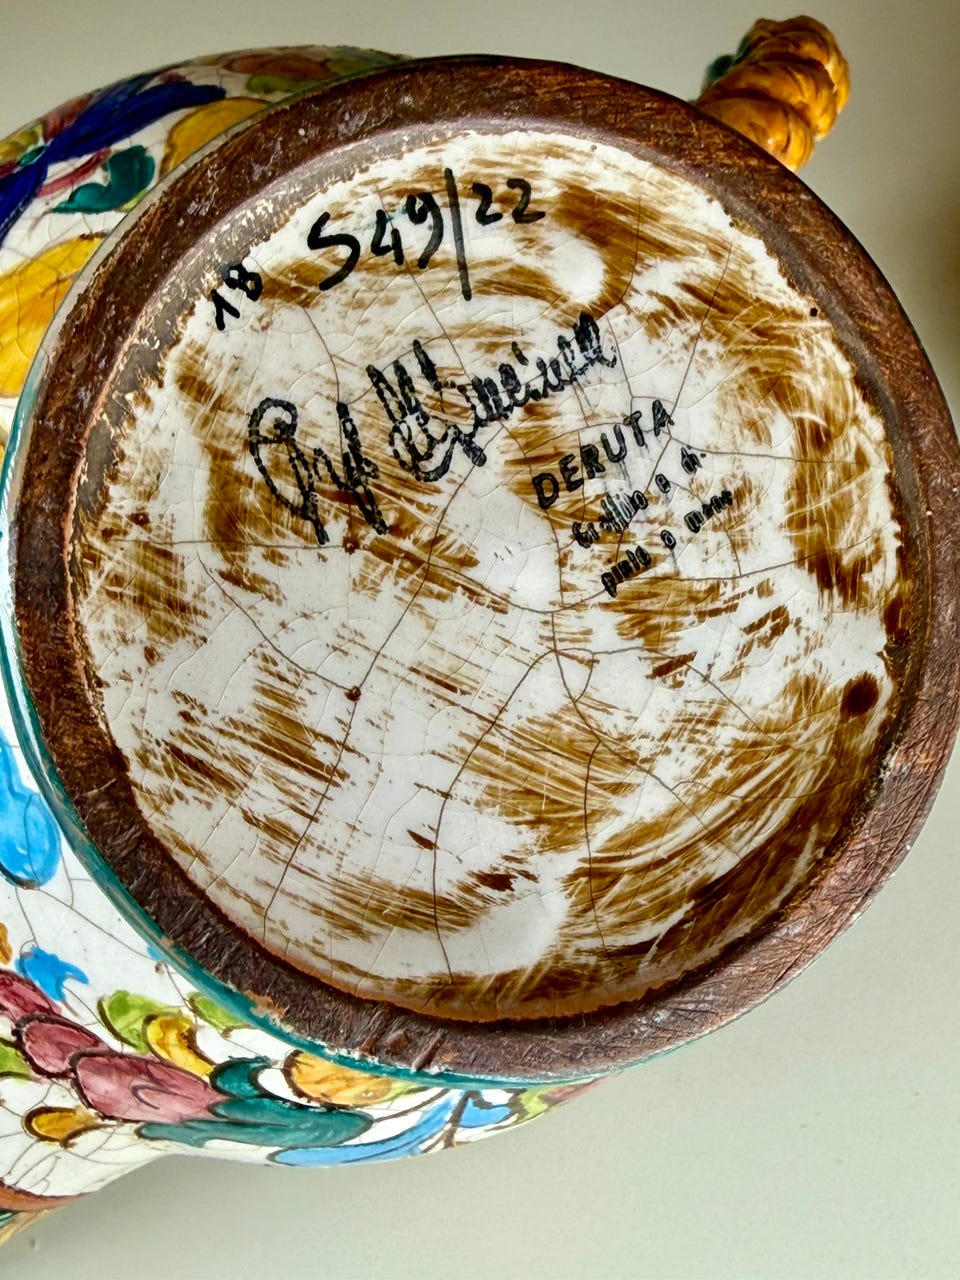 18 S49/22
DERUTA
Graffito e di-
pinto a mano